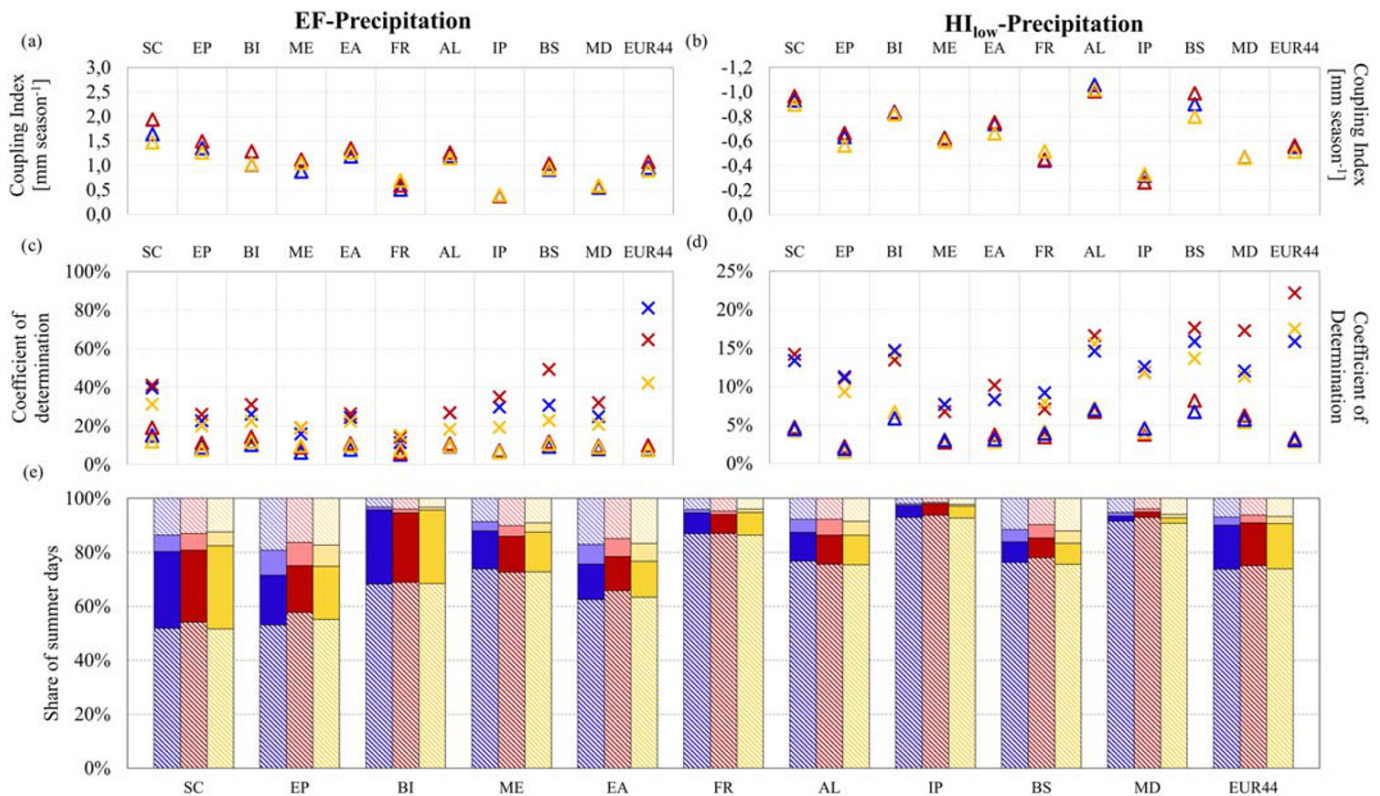 EF-Precipitation
HIlow-Precipitation
(a)
SC EP BI ME EA FR AL IP BS MD EUR44
3,0
2,5
2,0
1,5
1,0
0,5
0,0
Coupling Index
[mm season-1]
(b)
SC EP BI ME EA FR AL IP BS MD EUR44
-1,2
-1,0
-0,8
-0,6
-0,4
-0,2
0,0
Coupling Index
[mm season-1]
(c)
SC EP BI ME EA FR AL IP BS MD EUR44
100%
80%
60%
40%
20%
0%
Coefficient of
determination
(d)
SC EP BI ME EA FR AL IP BS MD EUR44
25%
20%
15%
10%
5%
0%
Coefficient of
Determination
(e)
100%
80%
60%
40%
20%
0%
Share of summer days
SC EP BI ME EA FR AL IP BS MD EUR44